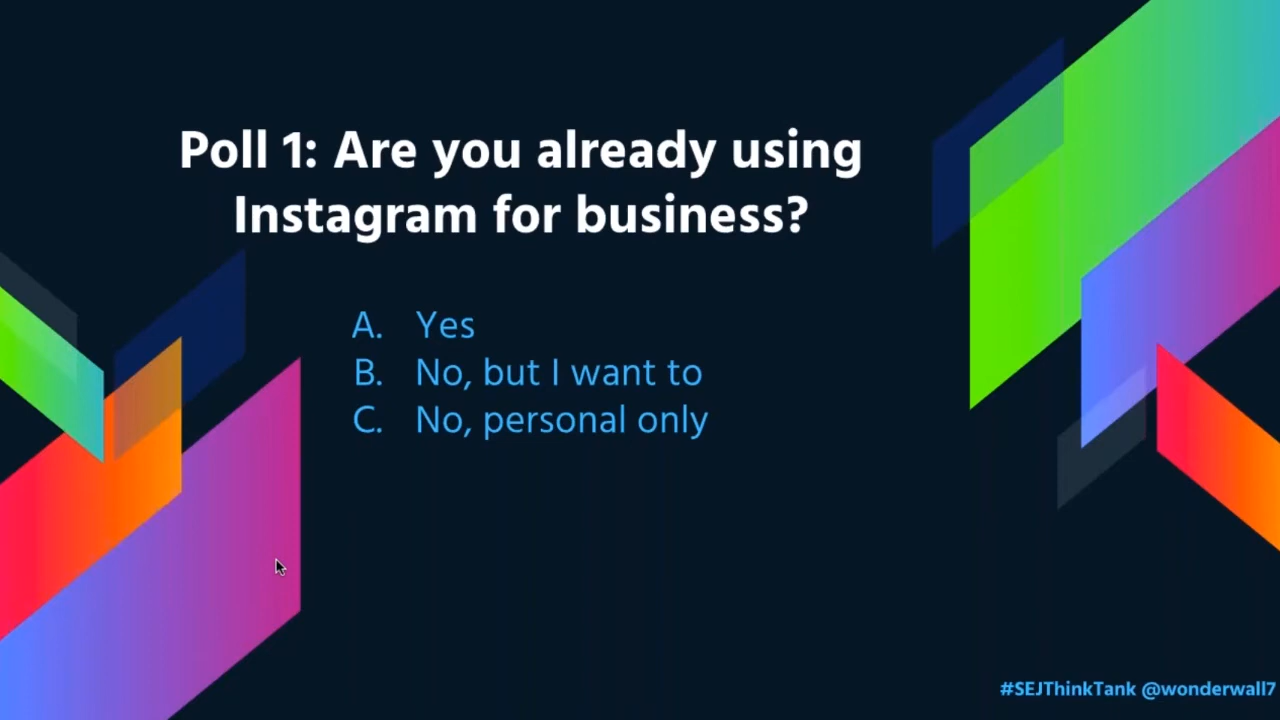 Poll 1: Are you already using
Instagram for business?
A. Yes
B. No, but I want to
C. No, personal only
#SEJThinkTank @wonderwall7